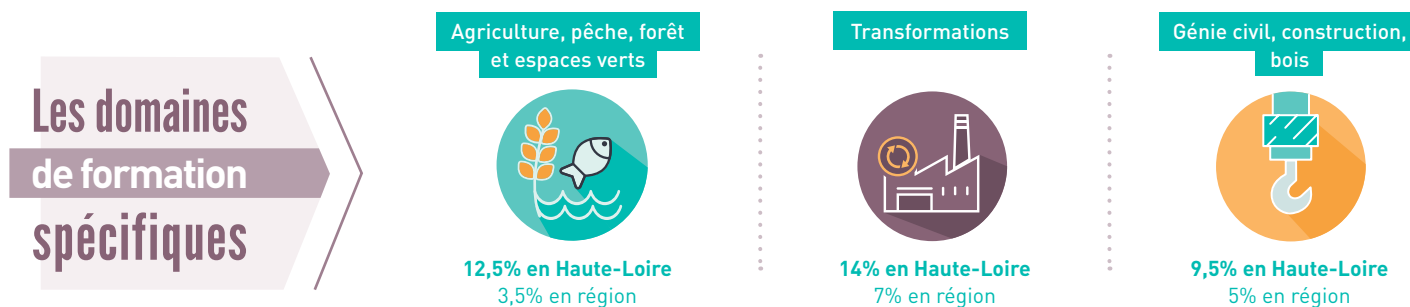 Les domaines
de formation
spécifiques
Agriculture, pêche, forêt
et espaces verts
12,5% en Haute-Loire
3,5% en région
Transformations
14% en Haute-Loire
7% en région
Génie civil, construction,
bois
9,5% en Haute-Loire
5% en région